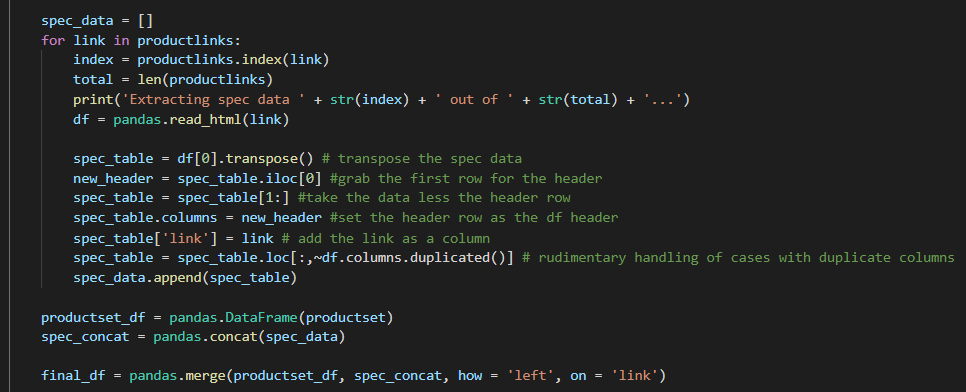 spec_data = []
for link in productlinks:
    index = productlinks.index(link)
    total = len(productlinks)
    print('Extracting spec data ' + str(index) + ' out of ' + str(total) + '...')
    df = pandas.read_html(link)

    spec_table = df[0].transpose() # transpose the spec data
    new_header = spec_table.iloc[0] #grab the first row for the header
    spec_table = spec_table[1:] #take the data less the header row
    spec_table.columns = new_header #set the header row as the df header
    spec_table['link'] = link # add the link as a column
    spec_table = spec_table.loc[:,~df.columns.duplicated()] # rudimentary handling of cases with duplicate columns
    spec_data.append(spec_table)

productset_df = pandas.DataFrame(productset)
spec_concat = pandas.concat(spec_data)

final_df = pandas.merge(productset_df, spec_concat, how = 'left', on = 'link')